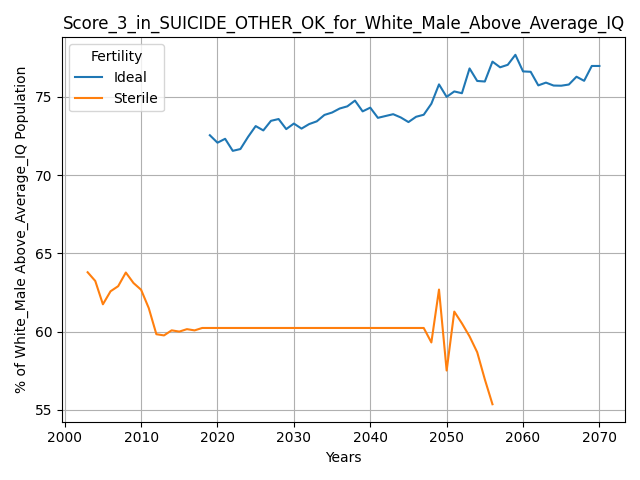 Score_3_in_SUICIDE_OTHER_OK_for_White_Male_Above_Average_IQ
% of White_Male Above_Average_IQ Population
Fertility
Ideal
Sterile
75
70
65
60
55
2000 2010 2020 2030 2040 2050 2060 2070
Years